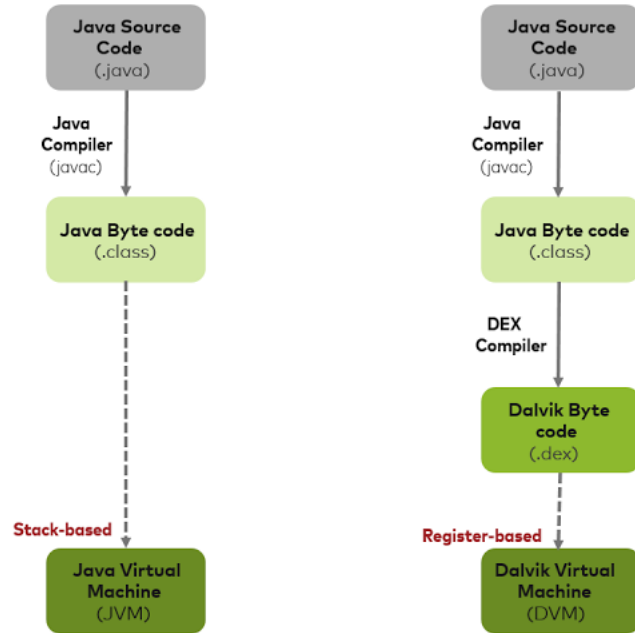 Java Source
Code
(.java)
Java
Compiler
(javac)
Java Byte code
(.class)
Stack-based
Java Virtual
Machine
(JVM)
Java Source
Code
(.java)
Java
Compiler
(javac)
Java Byte code
(.class)
DEX
Compiler
Dalvik Byte
code
(.dex)
Register-based
Dalvik Virtual
Machine
(DVM)